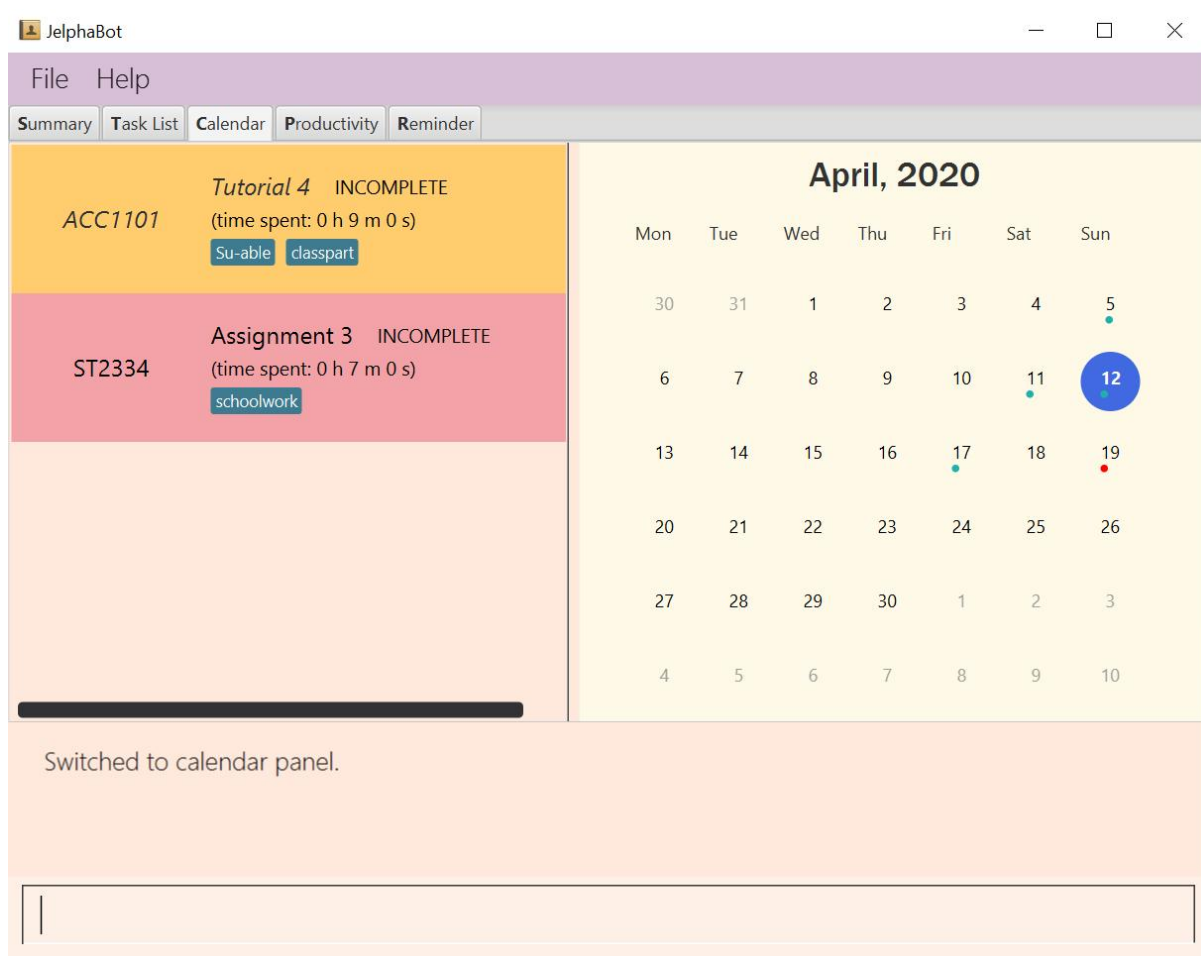 JelphaBot
File Help
Summary Task List Calendar Productivity Reminder
ACC1101
Tutorial 4 INCOMPLETE
(time spent: 0 h 9 m 0 s)
Su-able classpart
ST2334
Assignment 3 INCOMPLETE
(time spent: 0 h 7 m 0 s)
schoolwork
April, 2020
Mon Tue Wed Thu Fri Sat Sun
30 31 1 2 3 4 5
6 7 8 9 10 11 12
13 14 15 16 17 18 19
20 21 22 23 24 25 26
27 28 29 30 1 2 3
4 5 6 7 8 9 10
Switched to calendar panel.